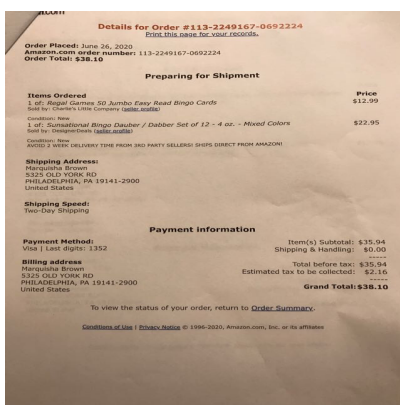 Details for Order #113-2249167-0692224
Print this page for your records.
Order Placed: June 26, 2020
Amazon.com order number: 113-2249167-0692224
Order Total: $38.10
Preparing for Shipment
Items Ordered Price
1 of: Regal Games 50 Jumbo Easy Read Bingo Cards $12.99
Sold by: Charlie's Little Company (seller profile)
Condition: New
1 of: Sunsational Bingo Dauber / Dabber Set of 12 - 4 oz. - Mixed Colors $22.95
Sold by: DesignerDeals (seller profile)
Condition: New
AVOID 2 WEEK DELIVERY TIME FROM 3RD PARTY SELLERS! SHIPS DIRECT FROM AMAZON!
Shipping Address:
Marquisha Brown
5325 OLD YORK RD
PHILADELPHIA, PA 19141-2900
United States
Shipping Speed:
Two-Day Shipping
Payment information
Payment Method:
Visa | Last digits: 1352
Billing address
Marquisha Brown
5325 OLD YORK RD
PHILADELPHIA, PA 19141-2900
United States
Item(s) Subtotal: $35.94
Shipping & Handling: $0.00
-----
Total before tax: $35.94
Estimated tax to be collected: $2.16
-----
Grand Total: $38.10
To view the status of your order, return to Order Summary.
Conditions of Use | Privacy Notice © 1996-2020, Amazon.com, Inc. or its affiliates